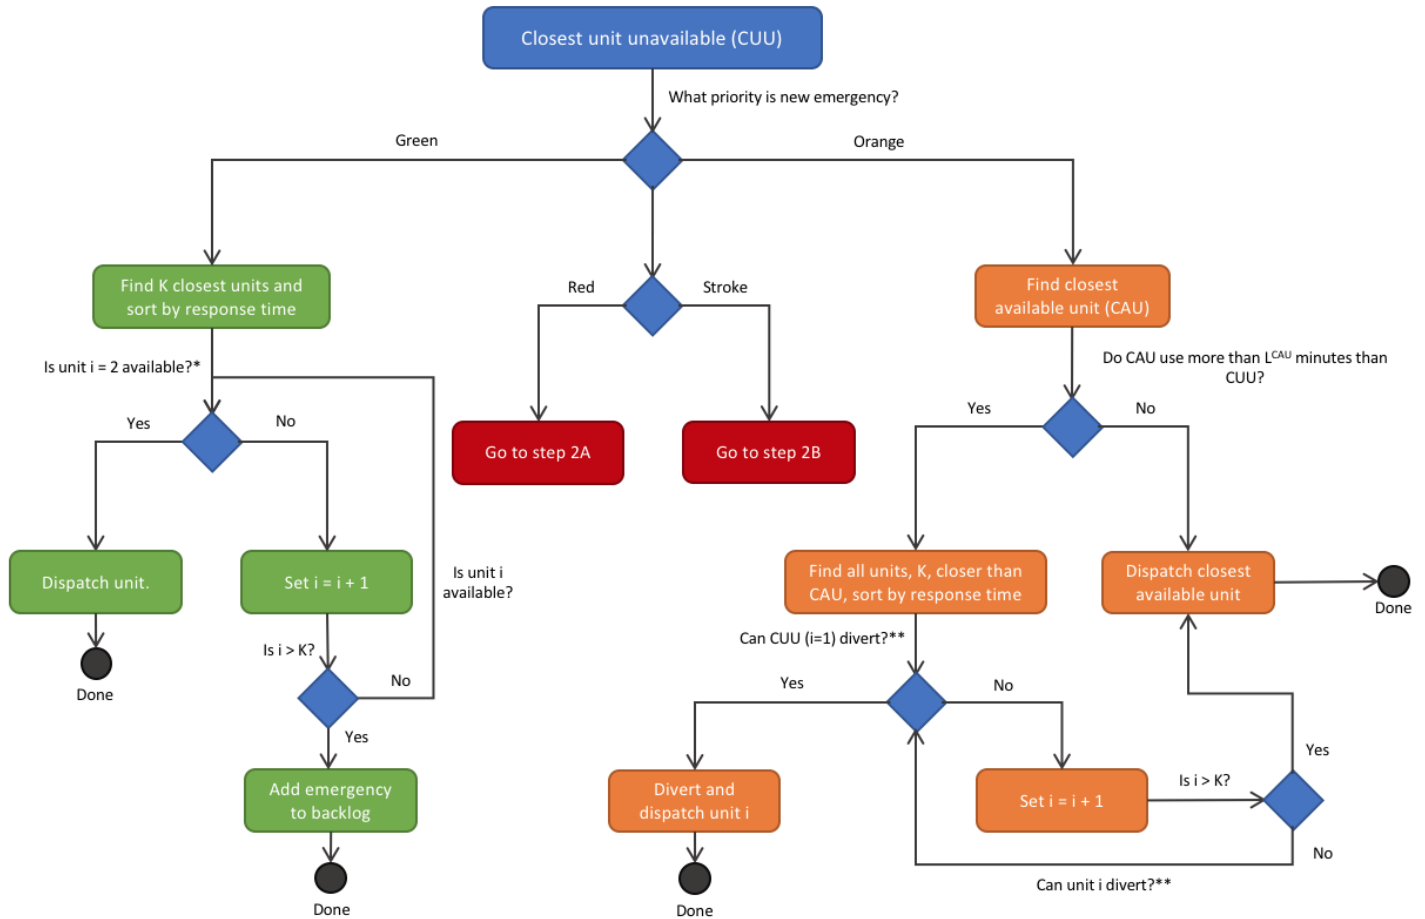 Closest unit unavailable (CUU)
What priority is new emergency?
Green
Orange
Find K closest units and
sort by response time
Red
Stroke
Find closest
available unit (CAU)
Is unit i = 2 available?*
Do CAU use more than L^CAU minutes than
CUU?
Yes
No
Go to step 2A
Go to step 2B
Yes
No
Dispatch unit.
Set i = i + 1
Is unit i
available?
Find all units, K, closer than
CAU, sort by response time
Dispatch closest
available unit
Done
Is i > K?
Can CUU (i=1) divert?**
Done
No
Yes
No
Yes
Yes
Add emergency
to backlog
Divert and
dispatch unit i
Set i = i + 1
Is i > K?
No
Can unit i divert?**
Done
Done